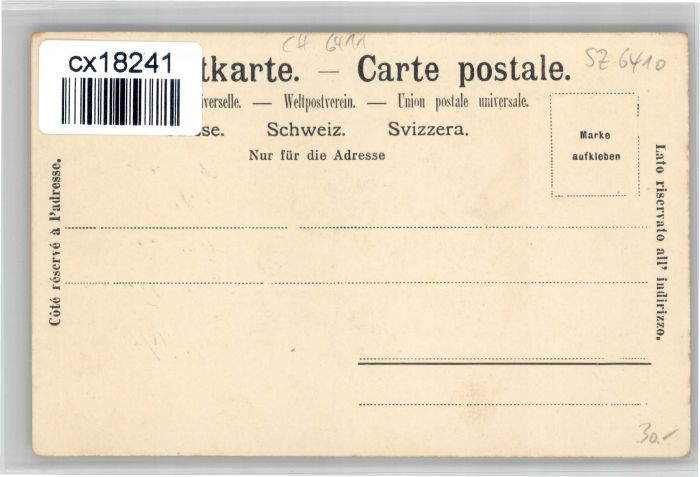 CH 6411
SZ 6410
cx18241
tkarte. — Carte postale.
iverselle. — Weltpostverein. — Union postale universale.
sse. Schweiz. Svizzera.
Nur für die Adresse
Marke
aufkleben
Côté réservé à l'adresse.
Lato riservato all' indirizzo.
30.-